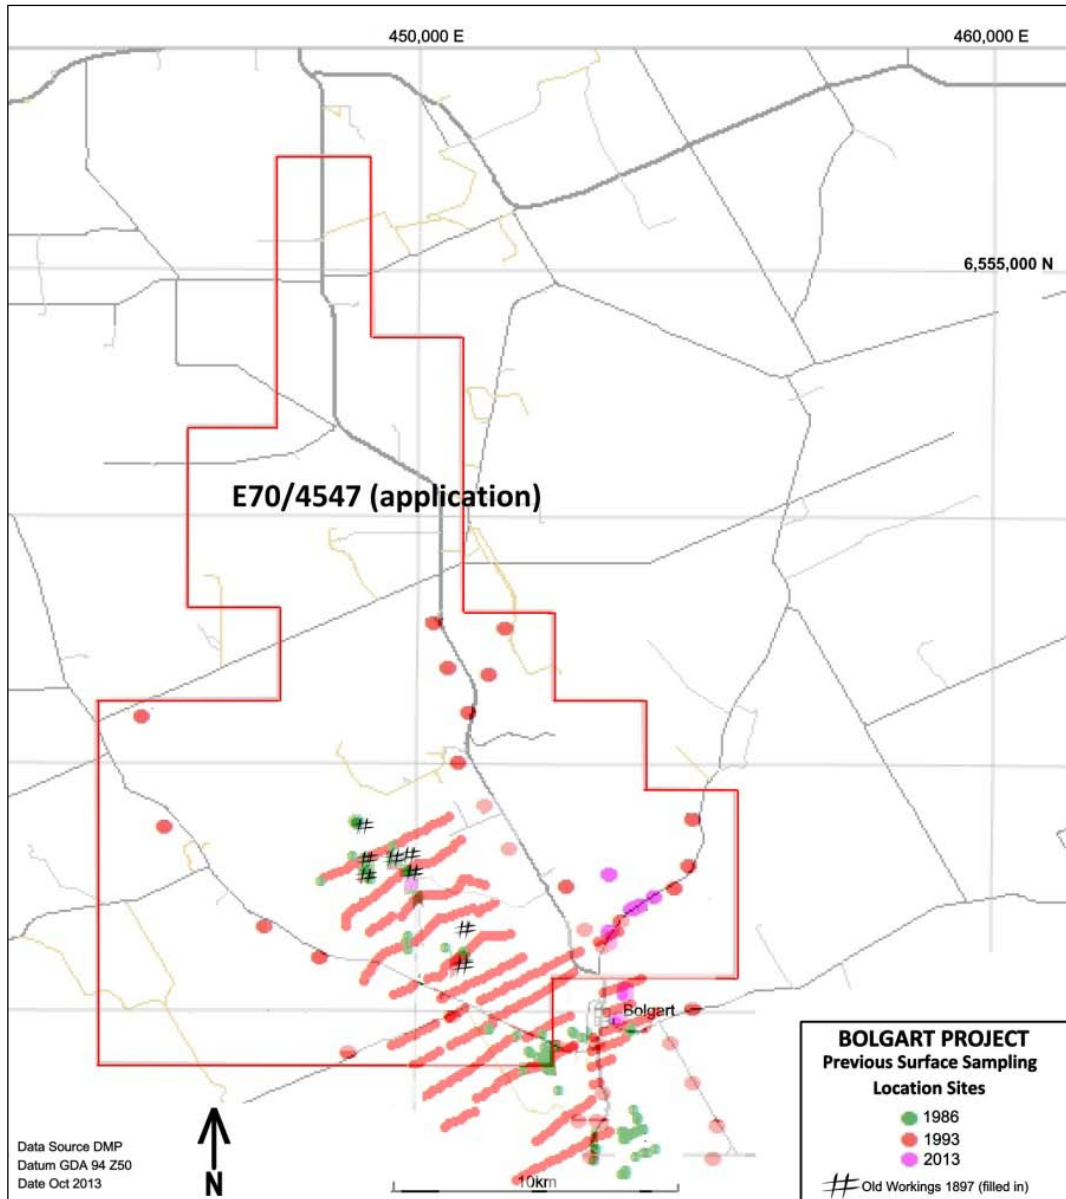 450,000 E
460,000 E
6,555,000 N
E70/4547 (application)
Bolgart
BOLGART PROJECT
Previous Surface Sampling
Location Sites
1986
1993
2013
Old Workings 1897 (filled in)
Data Source DMP
Datum GDA 94 Z50
Date Oct 2013
N
10km